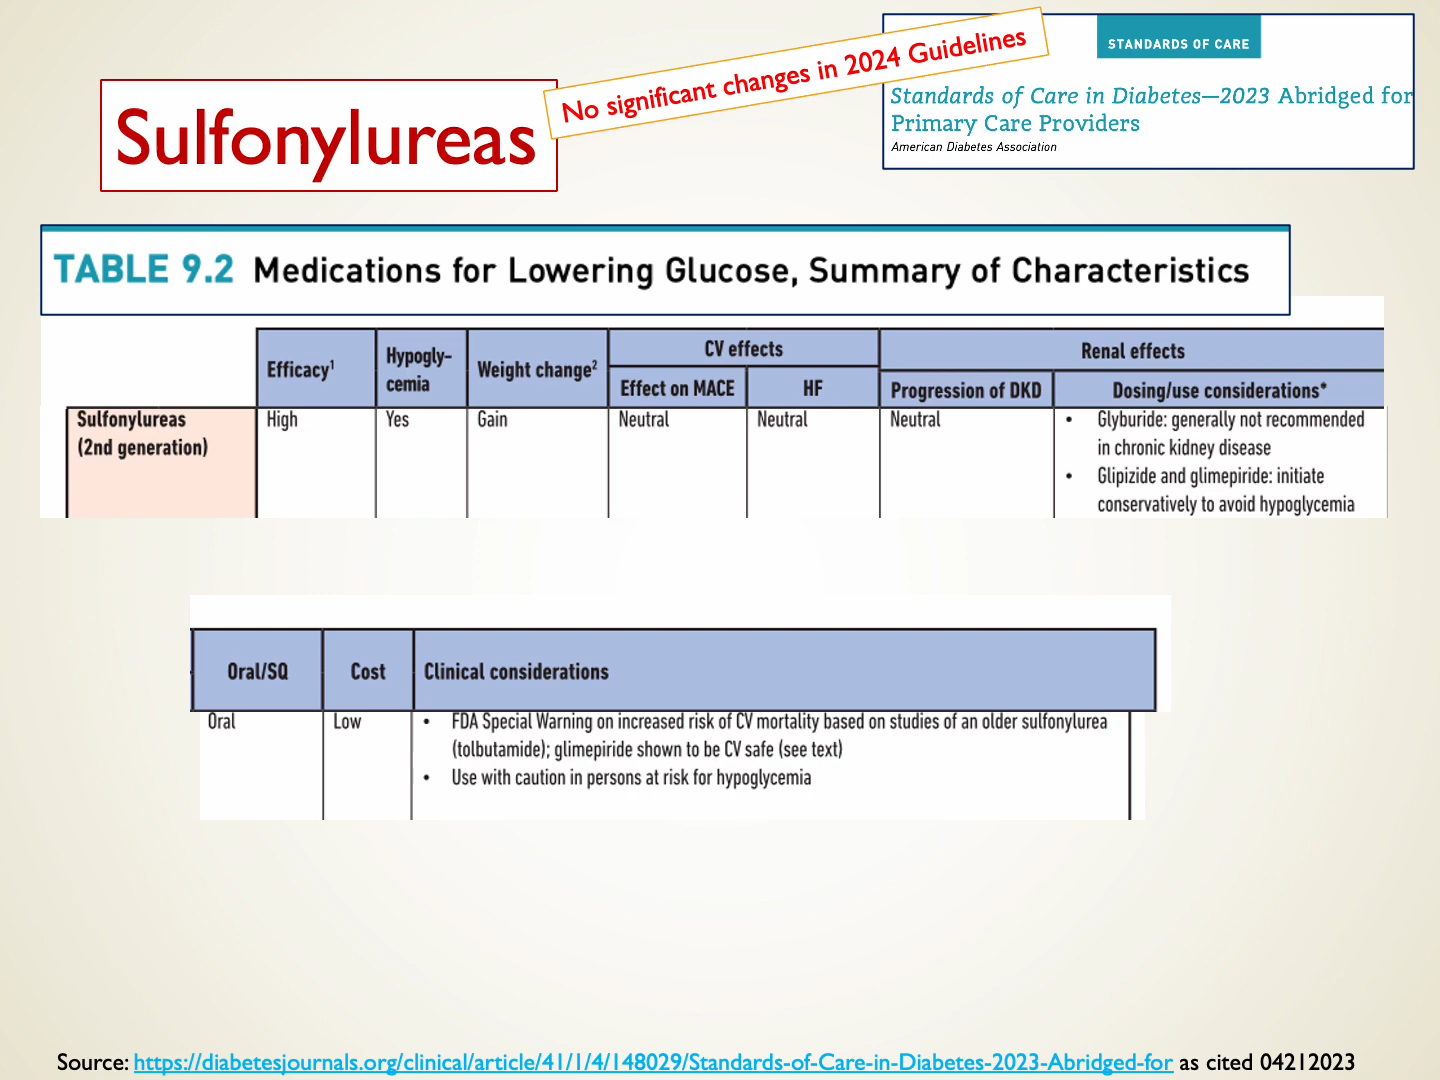 No significant changes in 2024 Guidelines
STANDARDS OF CARE
Standards of Care in Diabetes—2023 Abridged for
Primary Care Providers
American Diabetes Association
Sulfonylureas
TABLE 9.2 Medications for Lowering Glucose, Summary of Characteristics
Efficacy1
Hypogly-
cemia
Weight change2
CV effects
Effect on MACE
HF
Renal effects
Progression of DKD
Dosing/use considerations*
Sulfonylureas
(2nd generation)
High
Yes
Gain
Neutral
Neutral
Neutral
• Glyburide: generally not recommended
in chronic kidney disease
• Glipizide and glimepiride: initiate
conservatively to avoid hypoglycemia
Oral/SQ
Cost
Clinical considerations
Oral
Low
• FDA Special Warning on increased risk of CV mortality based on studies of an older sulfonylurea
(tolbutamide); glimepiride shown to be CV safe (see text)
• Use with caution in persons at risk for hypoglycemia
Source: https://diabetesjournals.org/clinical/article/41/1/4/148029/Standards-of-Care-in-Diabetes-2023-Abridged-for as cited 04212023